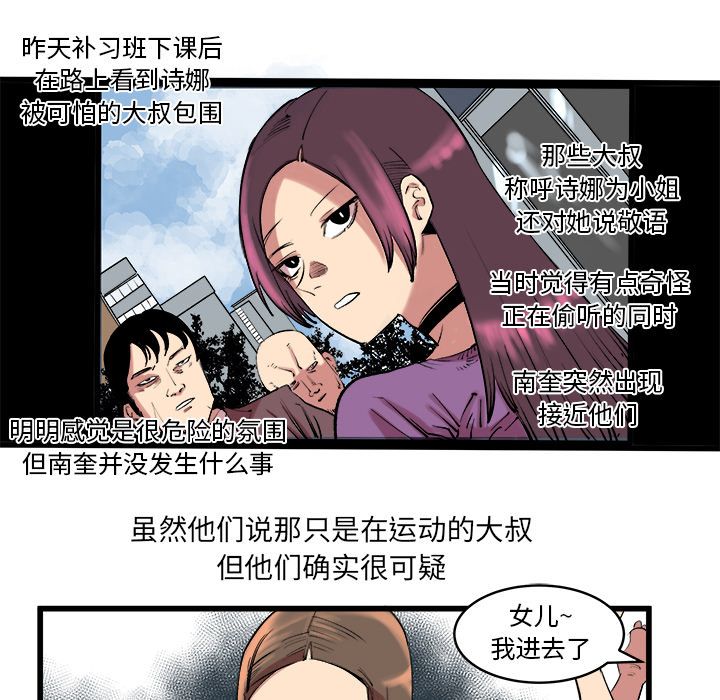 昨天补习班下课后
在路上看到诗娜
被可怕的大叔包围
那些大叔
称呼诗娜为小姐
还对她说敬语
当时觉得有点奇怪
正在偷听的同时
南奎突然出现
接近他们
明明感觉是很危险的氛围
但南奎并没发生什么事
虽然他们说那只是在运动的大叔
但他们确实很可疑
女儿~
我进去了